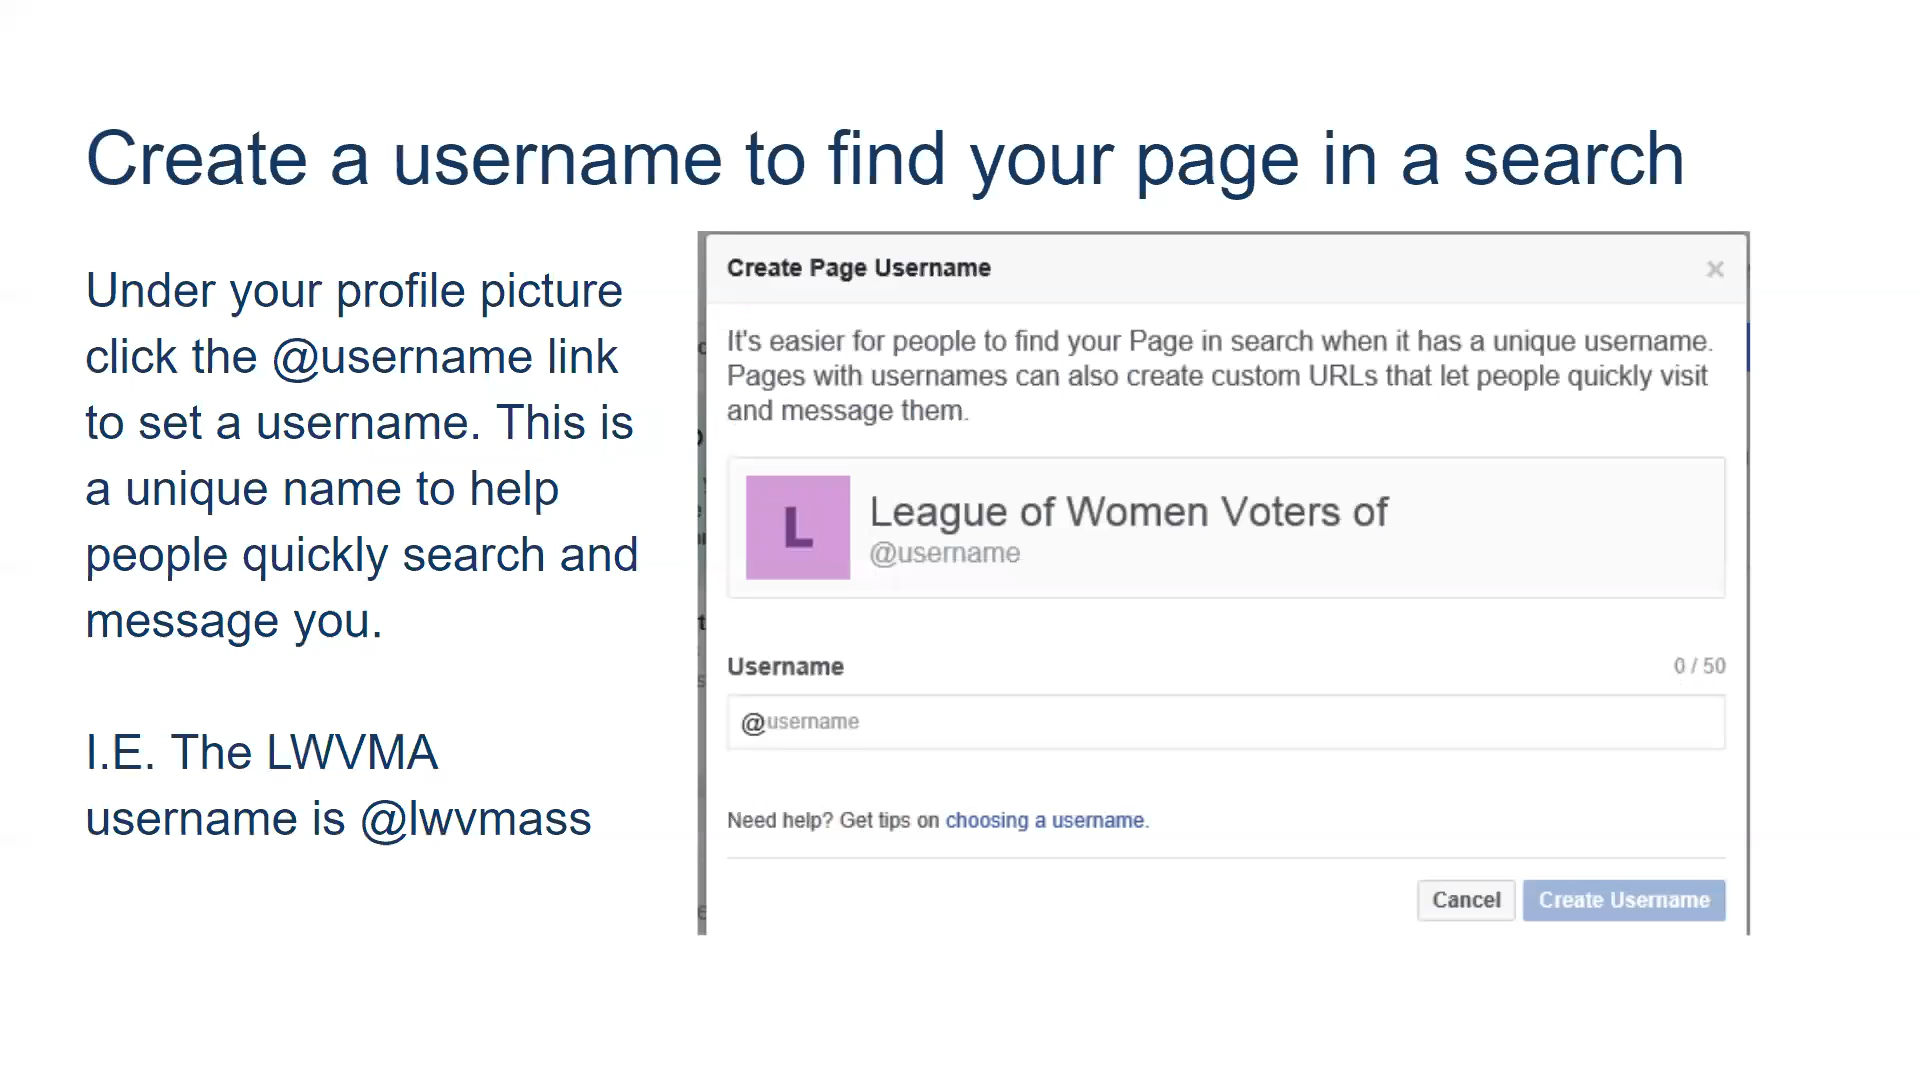 Create a username to find your page in a search
Under your profile picture
click the @username link
to set a username. This is
a unique name to help
people quickly search and
message you.
I.E. The LWVMA
username is @lwvmass
Create Page Username
It's easier for people to find your Page in search when it has a unique username.
Pages with usernames can also create custom URLs that let people quickly visit
and message them.
L
League of Women Voters of
@username
Username
0 / 50
@username
Need help? Get tips on choosing a username.
Cancel
Create Username